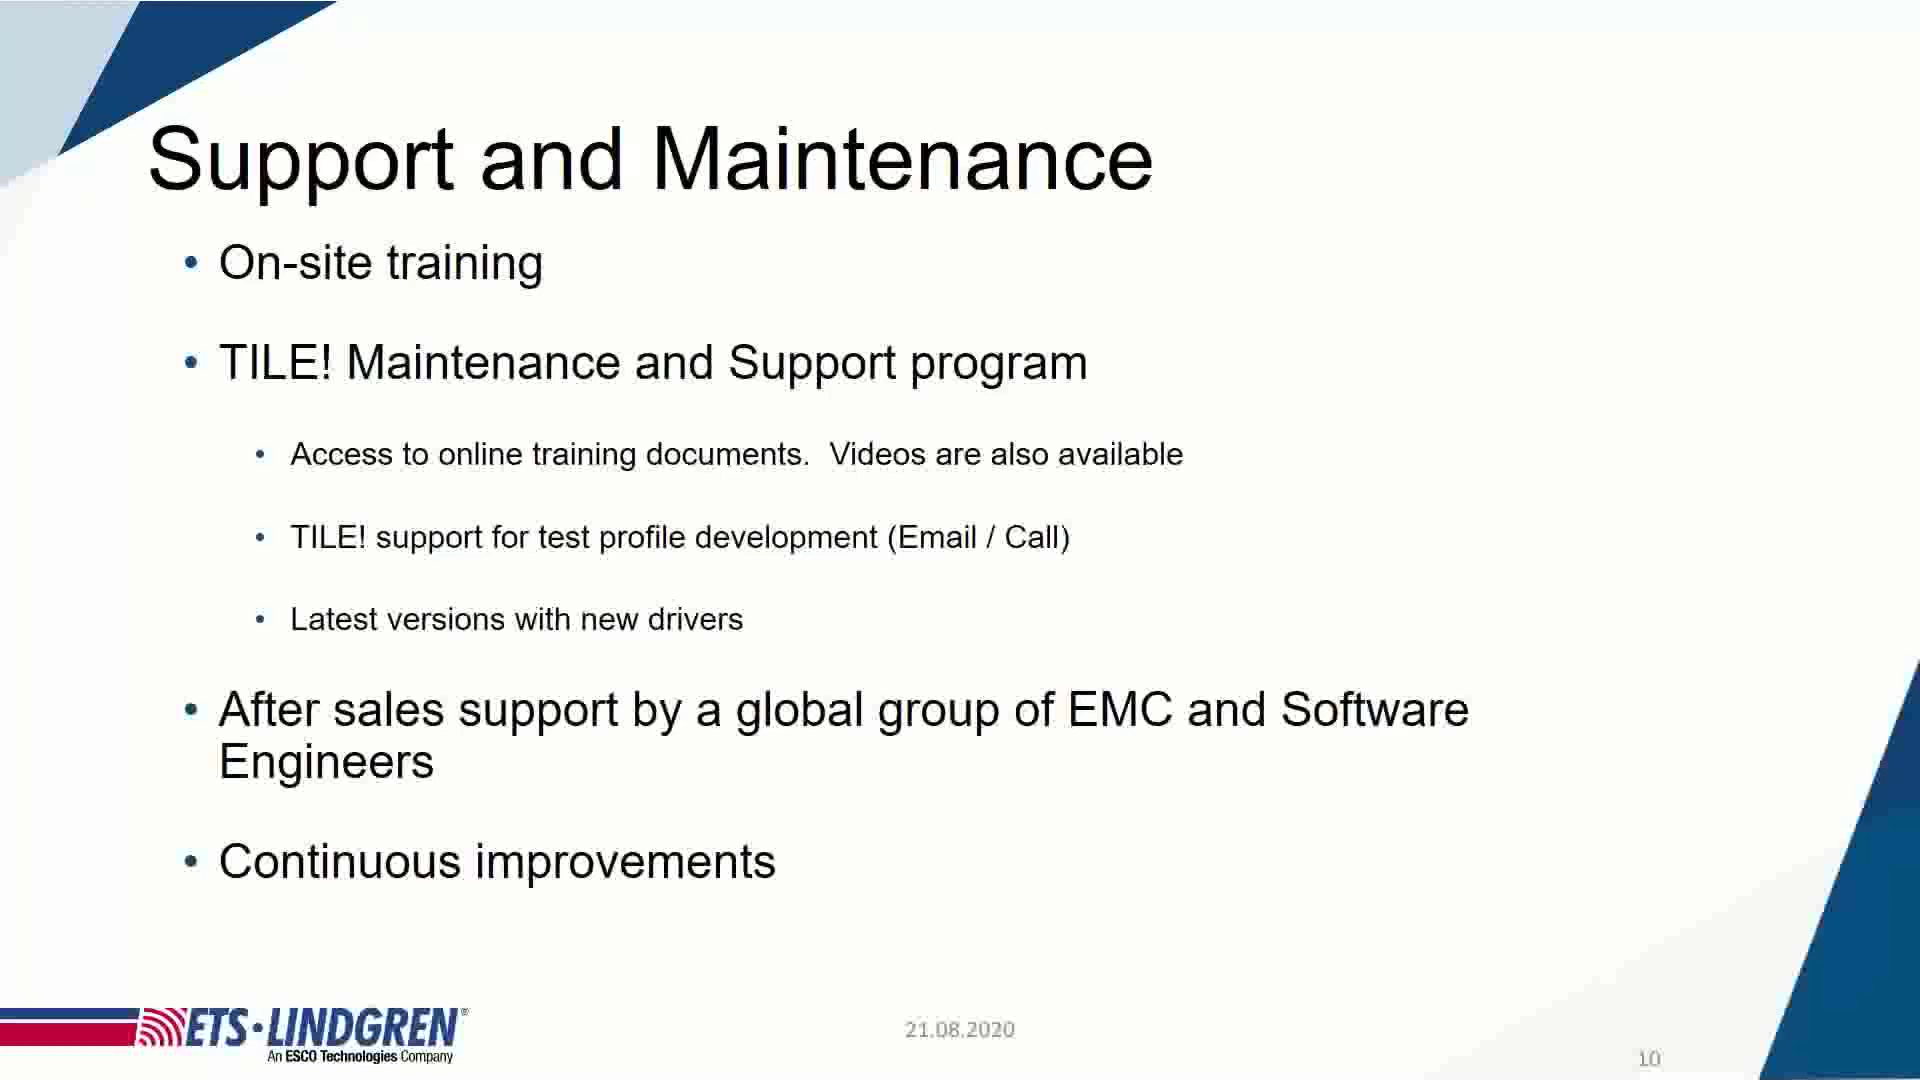 Support and Maintenance
• On-site training
• TILE! Maintenance and Support program
• Access to online training documents.  Videos are also available
• TILE! support for test profile development (Email / Call)
• Latest versions with new drivers
• After sales support by a global group of EMC and Software
Engineers
• Continuous improvements
ETS·LINDGREN®
An ESCO Technologies Company
21.08.2020
10